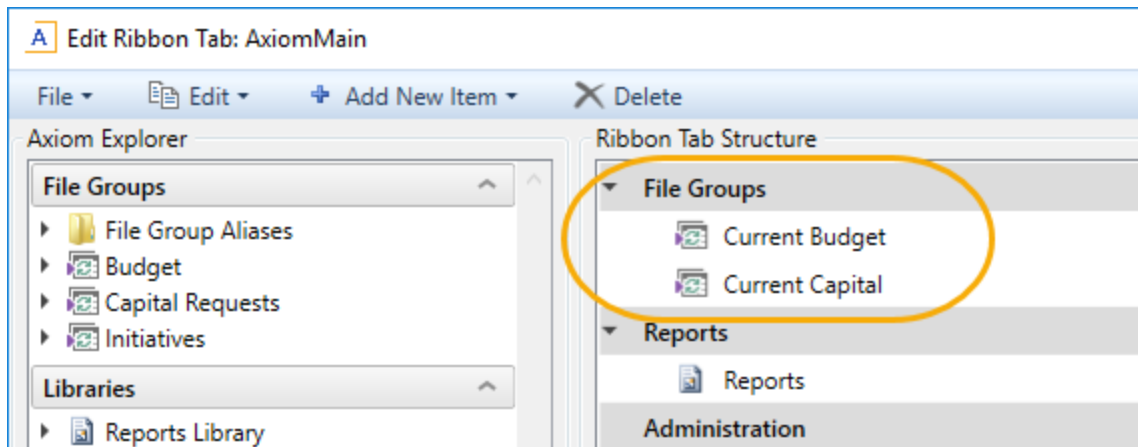 A Edit Ribbon Tab: AxiomMain
File Edit Add New Item Delete
Axiom Explorer
File Groups
File Group Aliases
Budget
Capital Requests
Initiatives
Libraries
Reports Library
Ribbon Tab Structure
File Groups
Current Budget
Current Capital
Reports
Reports
Administration